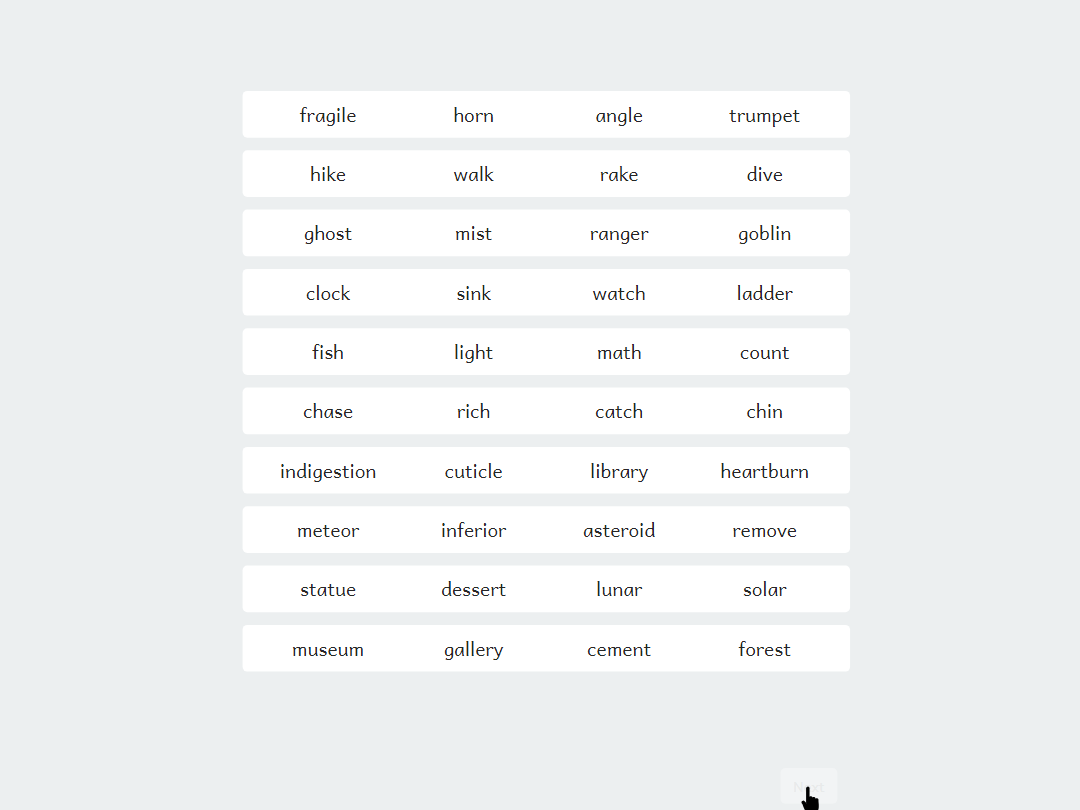 fragile horn angle trumpet
hike walk rake dive
ghost mist ranger goblin
clock sink watch ladder
fish light math count
chase rich catch chin
indigestion cuticle library heartburn
meteor inferior asteroid remove
statue dessert lunar solar
museum gallery cement forest